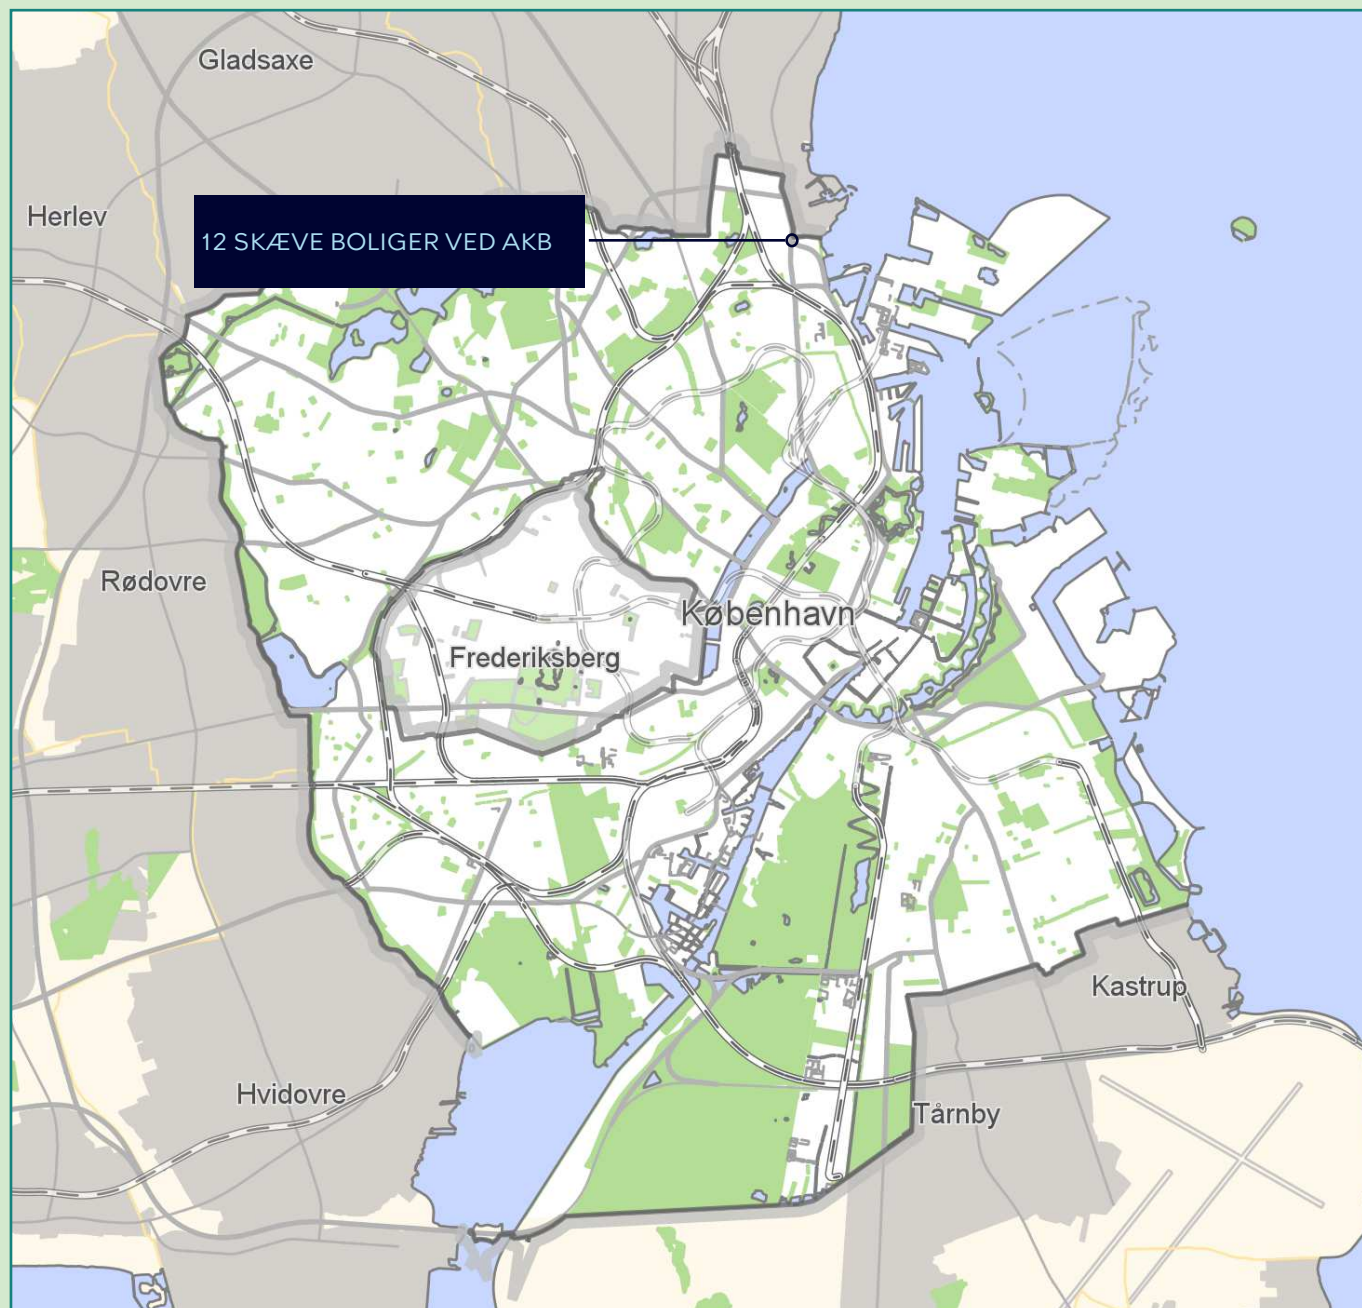 Gladsaxe
Herlev
12 SKÆVE BOLIGER VED AKB
Rødovre
København
Frederiksberg
Kastrup
Hvidovre
Tårnby